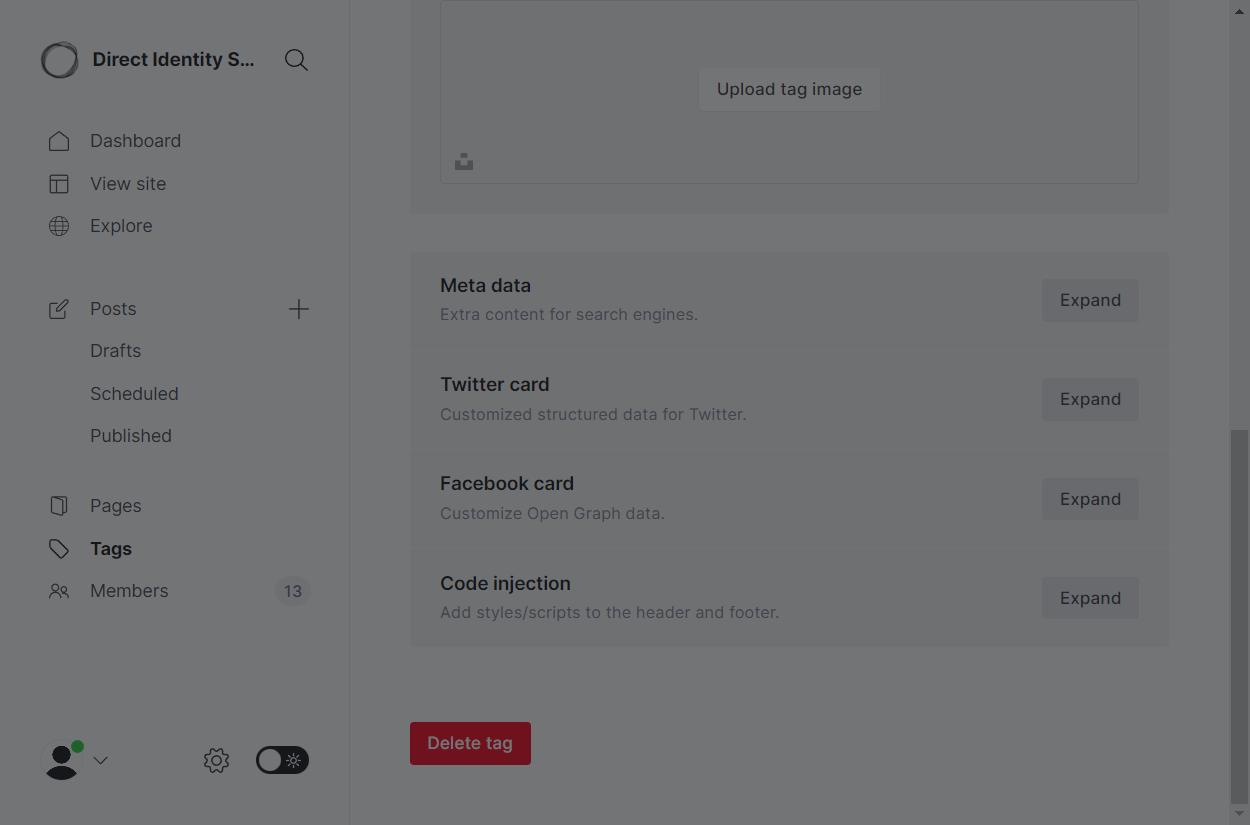 Direct Identity S...
Dashboard
View site
Explore
Posts
Drafts
Scheduled
Published
Pages
Tags
Members
13
Upload tag image
Meta data
Extra content for search engines.
Expand
Twitter card
Customized structured data for Twitter.
Expand
Facebook card
Customize Open Graph data.
Expand
Code injection
Add styles/scripts to the header and footer.
Expand
Delete tag